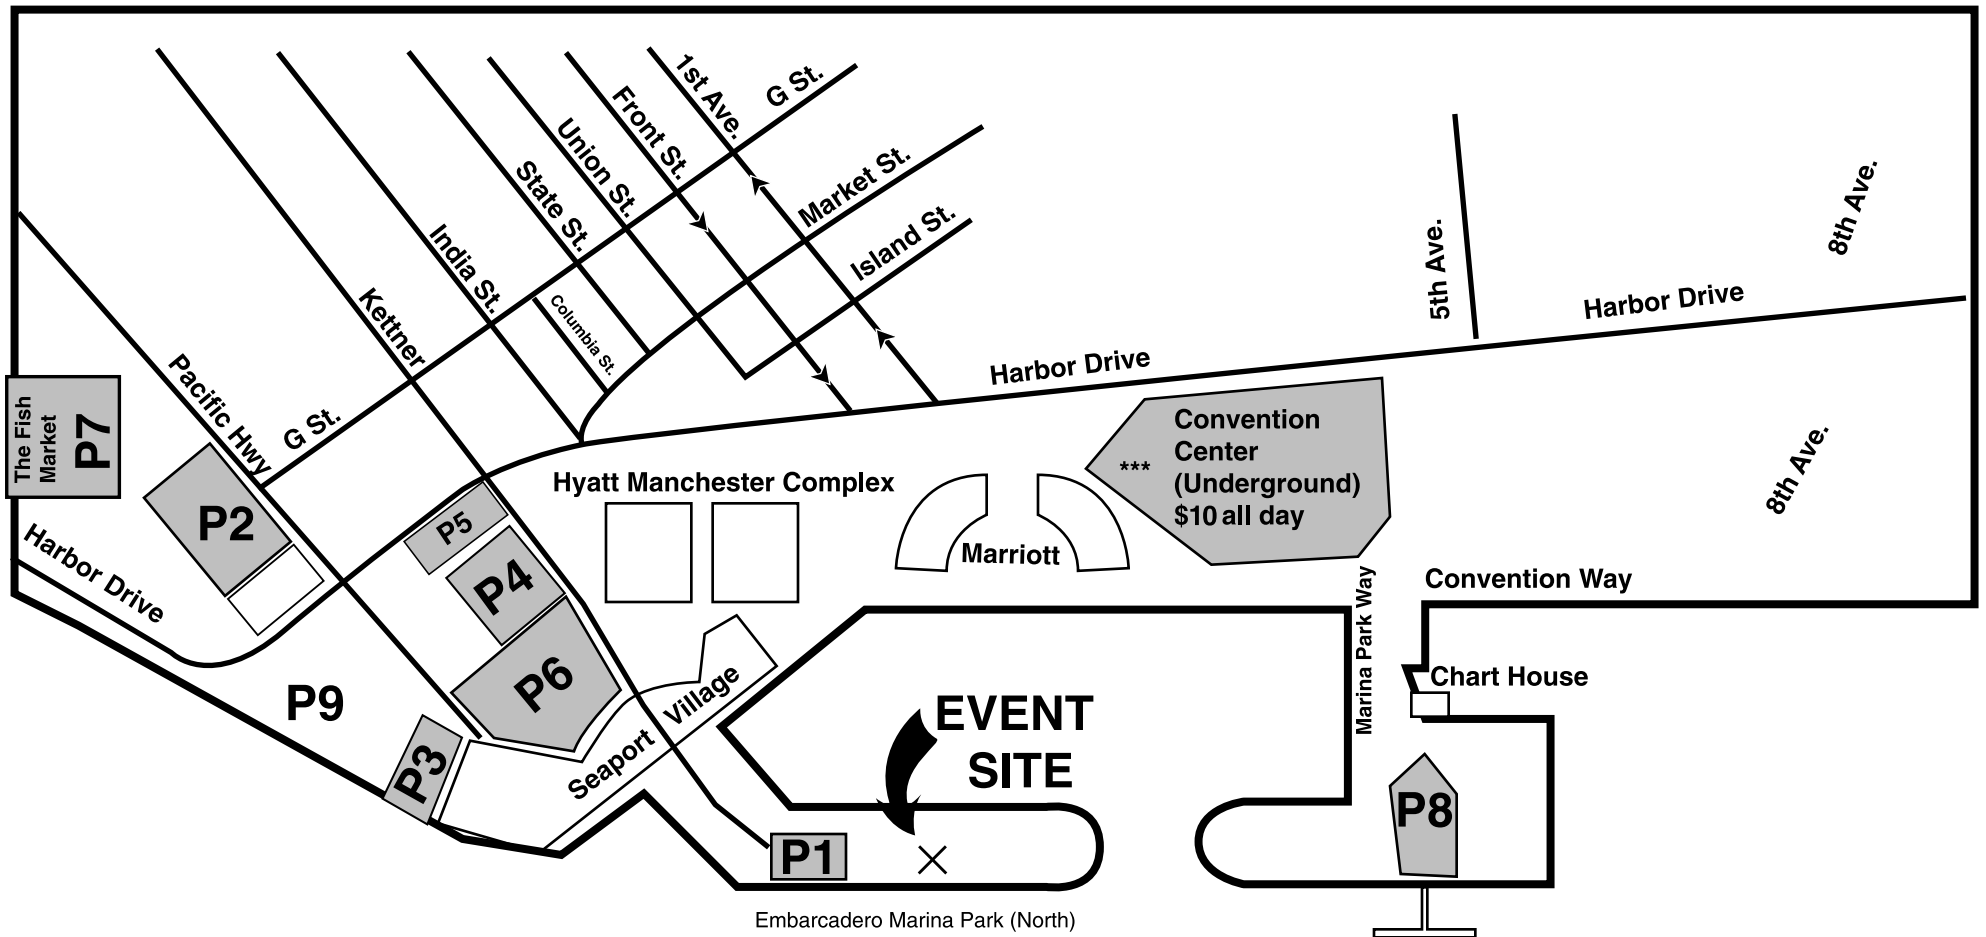 1st Ave.
G St.
Front St.
Union St.
State St.
Market St.
Island St.
India St.
Columbia St.
Kettner
Pacific Hwy
G St.
5th Ave.
8th Ave.
Harbor Drive
Harbor Drive
The Fish
Market
P7
P2
Harbor Drive
P5
P4
P6
P9
P3
Hyatt Manchester Complex
Marriott
***
Convention
Center
(Underground)
$10 all day
8th Ave.
Convention Way
Marina Park Way
Chart House
Seaport Village
EVENT
SITE
P8
P1
Embarcadero Marina Park (North)